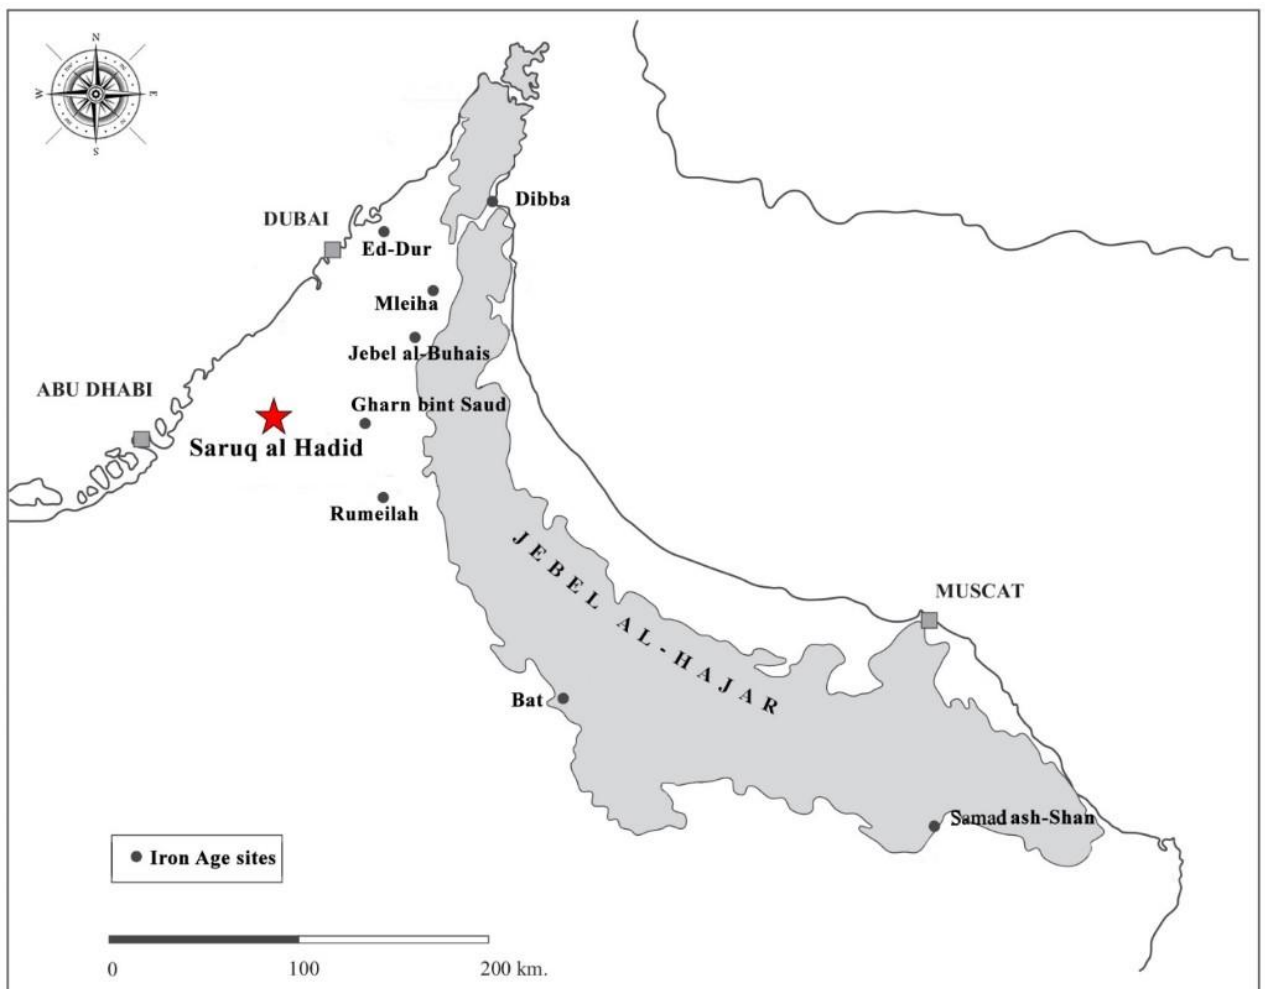 N
W
E
S
Dibba
DUBAI
Ed-Dur
Mleiha
Jebel al-Buhais
ABU DHABI
Gharn bint Saud
Saruq al Hadid
Rumeilah
JEBEL AL-HAJAR
MUSCAT
Bat
Samad ash-Shan
Iron Age sites
0 100 200 km.